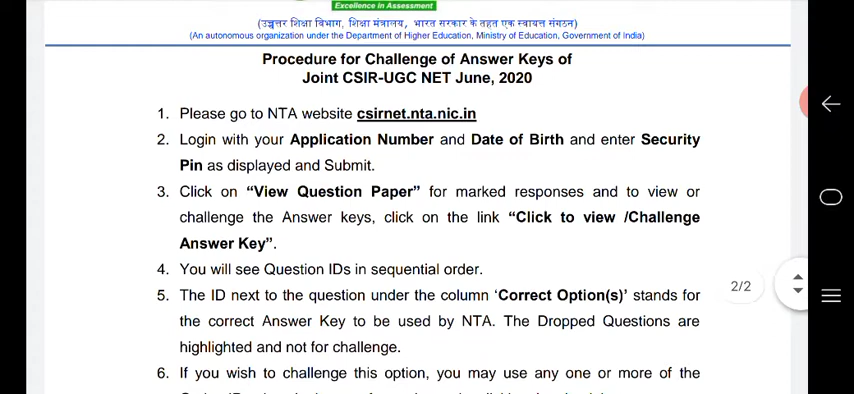 Excellence in Assessment
(उच्चतर शिक्षा विभाग, शिक्षा मंत्रालय, भारत सरकार के तहत एक स्वायत्त संगठन)
(An autonomous organization under the Department of Higher Education, Ministry of Education, Government of India)
Procedure for Challenge of Answer Keys of
Joint CSIR-UGC NET June, 2020
1. Please go to NTA website csirnet.nta.nic.in
2. Login with your Application Number and Date of Birth and enter Security
Pin as displayed and Submit.
3. Click on “View Question Paper” for marked responses and to view or
challenge the Answer keys, click on the link “Click to view /Challenge
Answer Key”.
4. You will see Question IDs in sequential order.
5. The ID next to the question under the column ‘Correct Option(s)’ stands for
the correct Answer Key to be used by NTA. The Dropped Questions are
highlighted and not for challenge.
6. If you wish to challenge this option, you may use any one or more of the
2/2